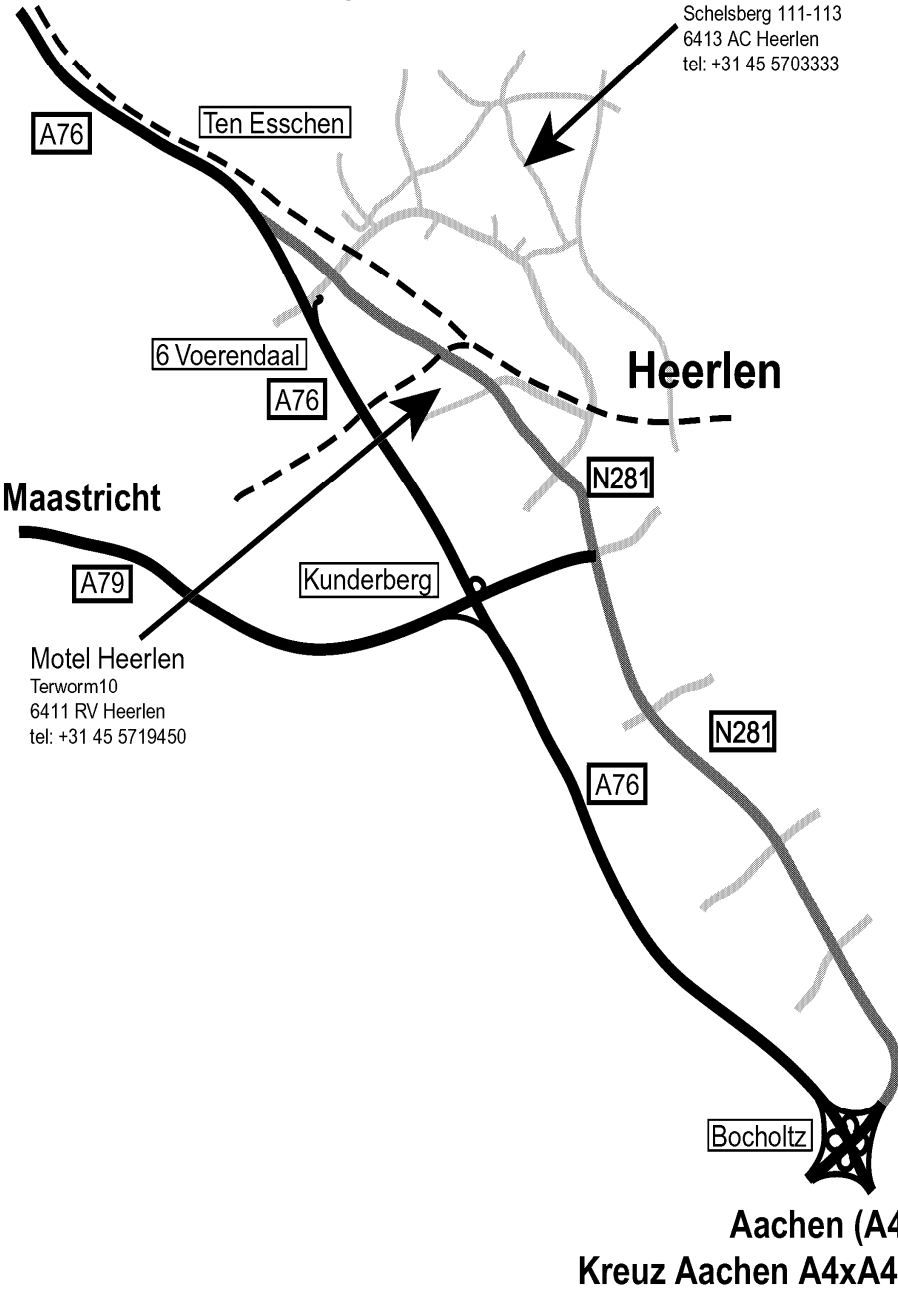 Schelsberg 111-113
6413 AC Heerlen
tel: +31 45 5703333
A76
Ten Esschen
6 Voerendaal
A76
Heerlen
N281
Maastricht
A79
Kunderberg
Motel Heerlen
Terworm10
6411 RV Heerlen
tel: +31 45 5719450
N281
A76
Bocholtz
Aachen (A4
Kreuz Aachen A4xA4